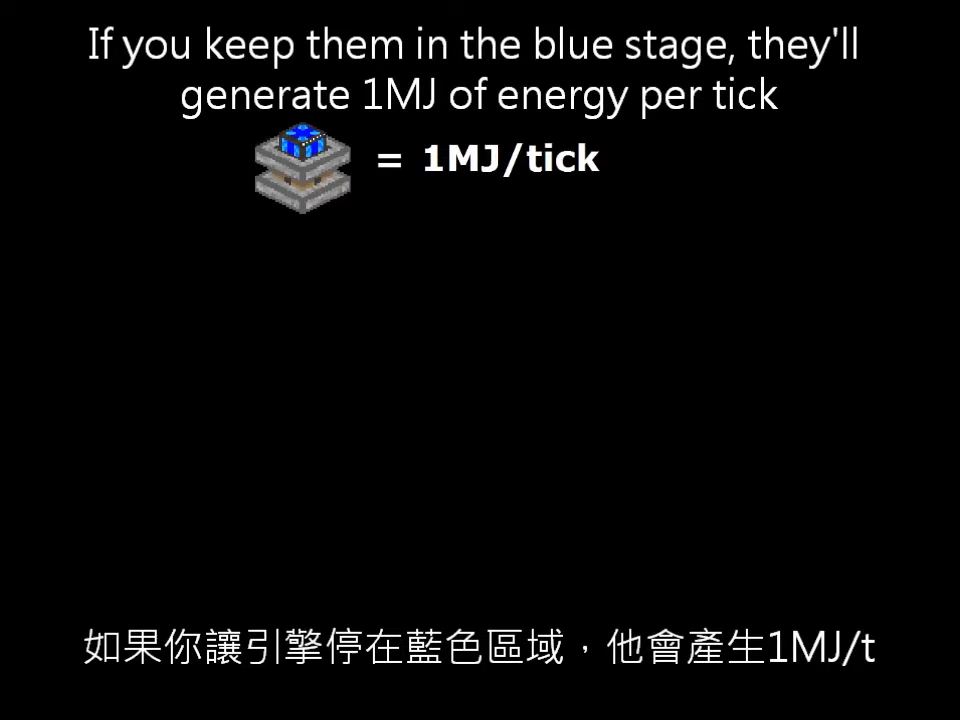 If you keep them in the blue stage, they'll
generate 1MJ of energy per tick
= 1MJ/tick
如果你讓引擎停在藍色區域，他會產生1MJ/t